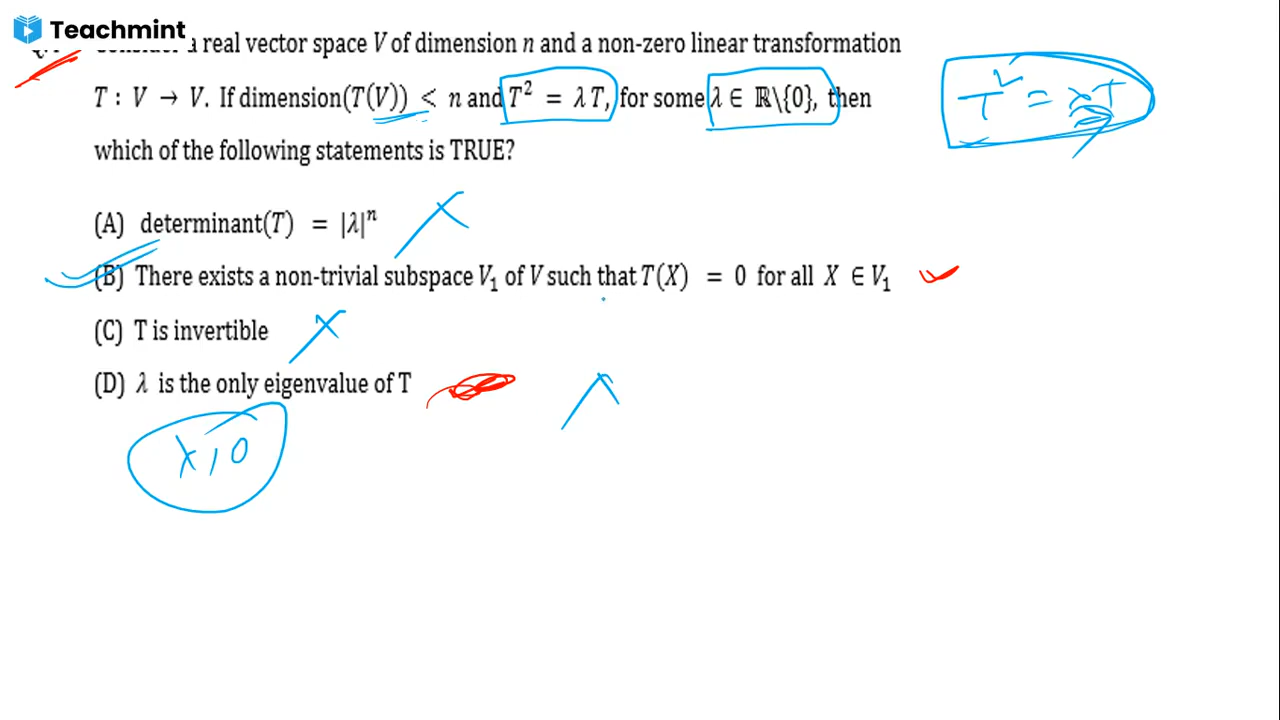 Teachmint
a real vector space V of dimension n and a non-zero linear transformation
T : V → V. If dimension(T(V)) < n and T² = λ T, for some λ ∈ ℝ\{0}, then
T² = λT
which of the following statements is TRUE?
(A) determinant(T) = |λ|ⁿ
(B) There exists a non-trivial subspace V₁ of V such that T(X) = 0 for all X ∈ V₁
(C) T is invertible
(D) λ is the only eigenvalue of T
λ, 0